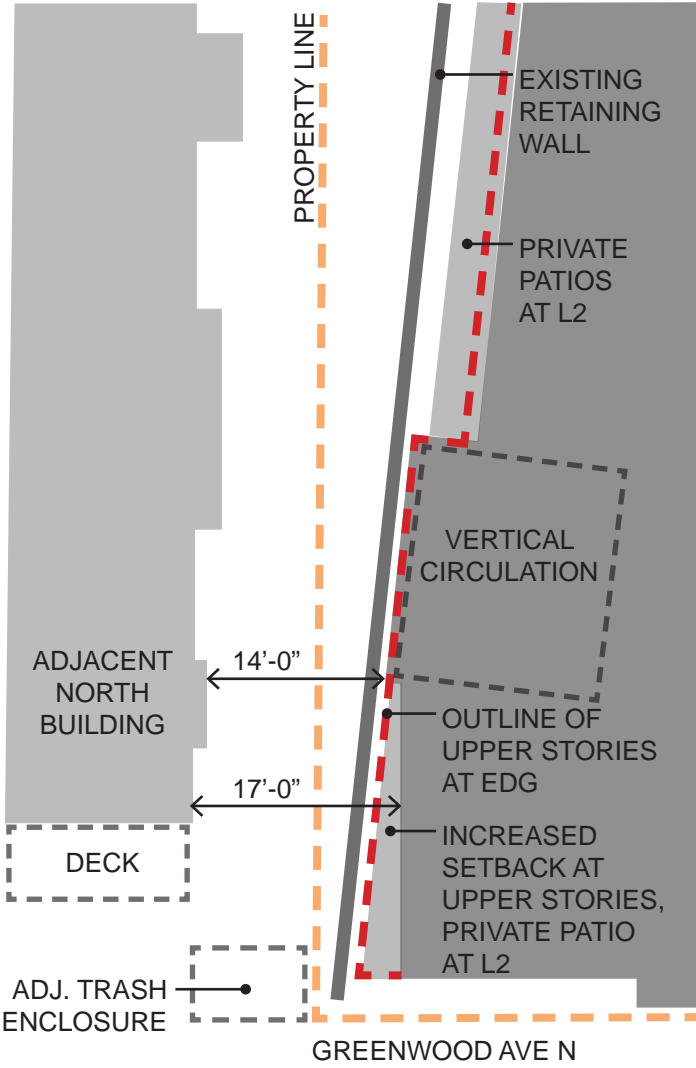 PROPERTY LINE
EXISTING
RETAINING
WALL
PRIVATE
PATIOS
AT L2
VERTICAL
CIRCULATION
ADJACENT
NORTH
BUILDING
14’-0”
OUTLINE OF
UPPER STORIES
AT EDG
17’-0”
INCREASED
SETBACK AT
UPPER STORIES,
PRIVATE PATIO
AT L2
DECK
ADJ. TRASH
ENCLOSURE
GREENWOOD AVE N